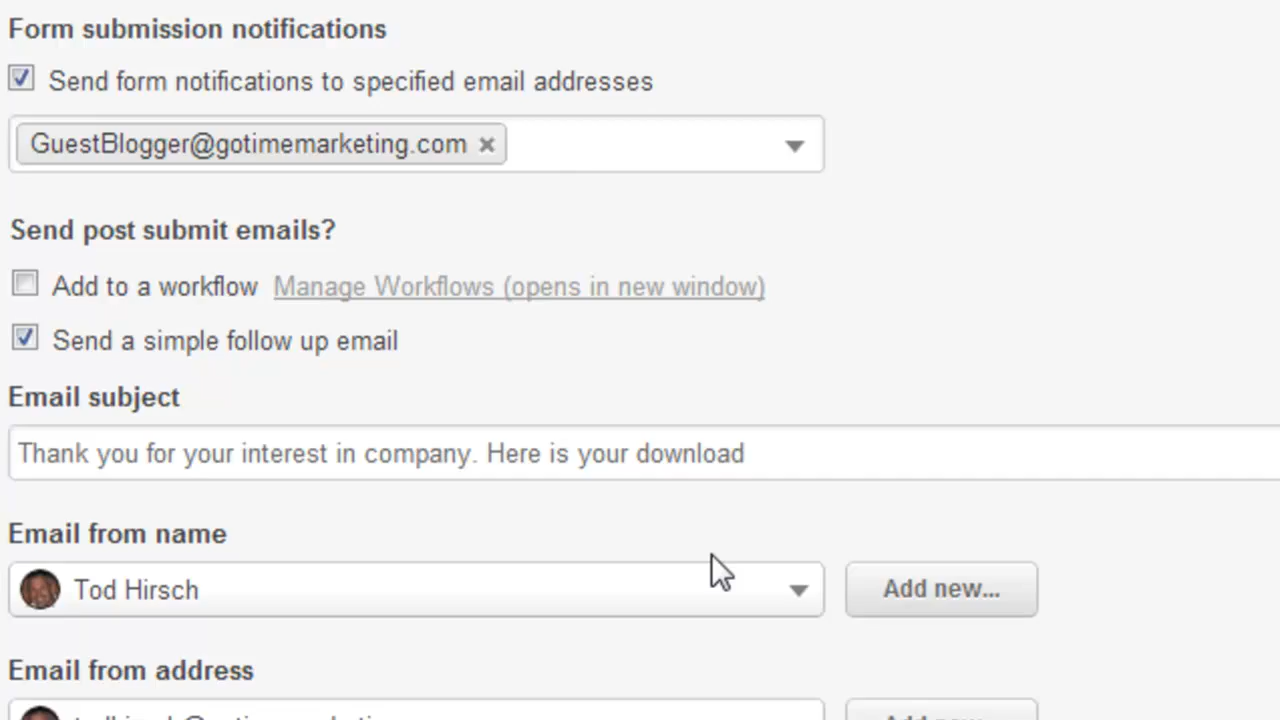 Form submission notifications
Send form notifications to specified email addresses
GuestBlogger@gotimemarketing.com
Send post submit emails?
Add to a workflow Manage Workflows (opens in new window)
Send a simple follow up email
Email subject
Thank you for your interest in company. Here is your download
Email from name
Tod Hirsch Add new...
Email from address